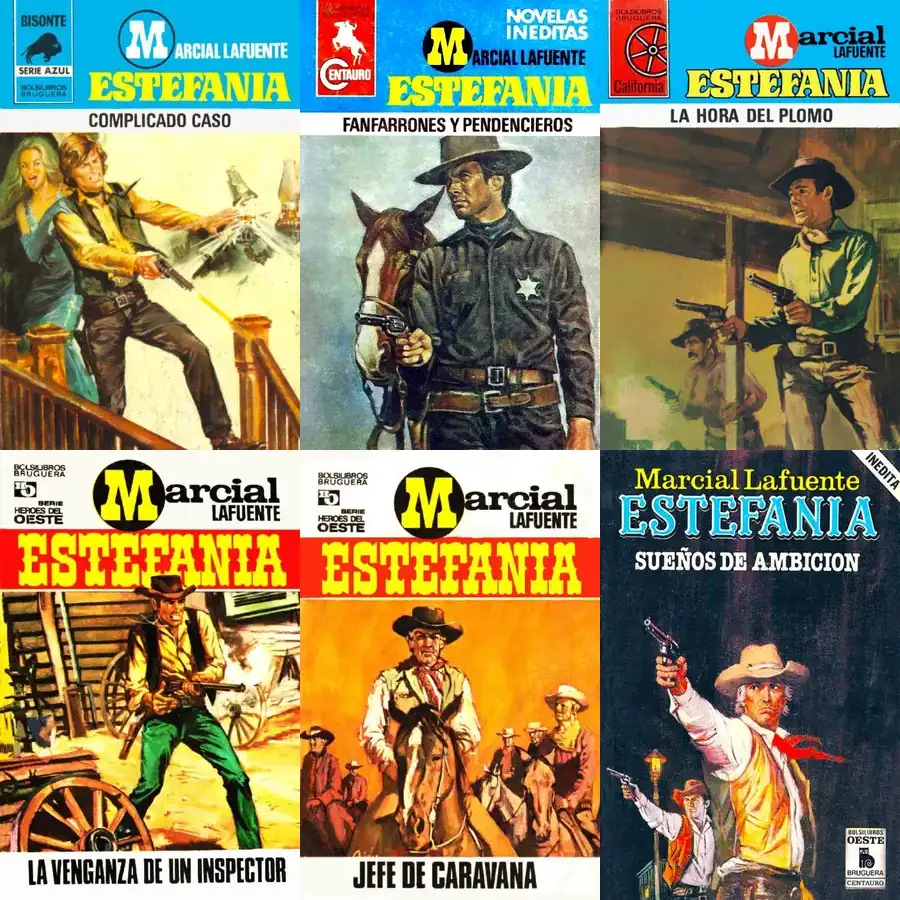 BISONTE
SERIE AZUL
BOLSILIBROS
BRUGUERA
MARCIAL LAFUENTE
ESTEFANIA
COMPLICADO CASO
CENTAURO
NOVELAS
INEDITAS
MARCIAL LAFUENTE
ESTEFANIA
FANFARRONES Y PENDENCIEROS
BOLSILIBROS
BRUGUERA
California
Marcial
LAFUENTE
ESTEFANIA
LA HORA DEL PLOMO
BOLSILIBROS
BRUGUERA
SERIE
HEROES DEL
OESTE
Marcial
LAFUENTE
ESTEFANIA
LA VENGANZA DE UN INSPECTOR
BOLSILIBROS
BRUGUERA
SERIE
HEROES DEL
OESTE
Marcial
LAFUENTE
ESTEFANIA
JEFE DE CARAVANA
INEDITA
Marcial Lafuente
ESTEFANIA
SUEÑOS DE AMBICION
BOLSILIBROS
OESTE
BRUGUERA
CENTAURO